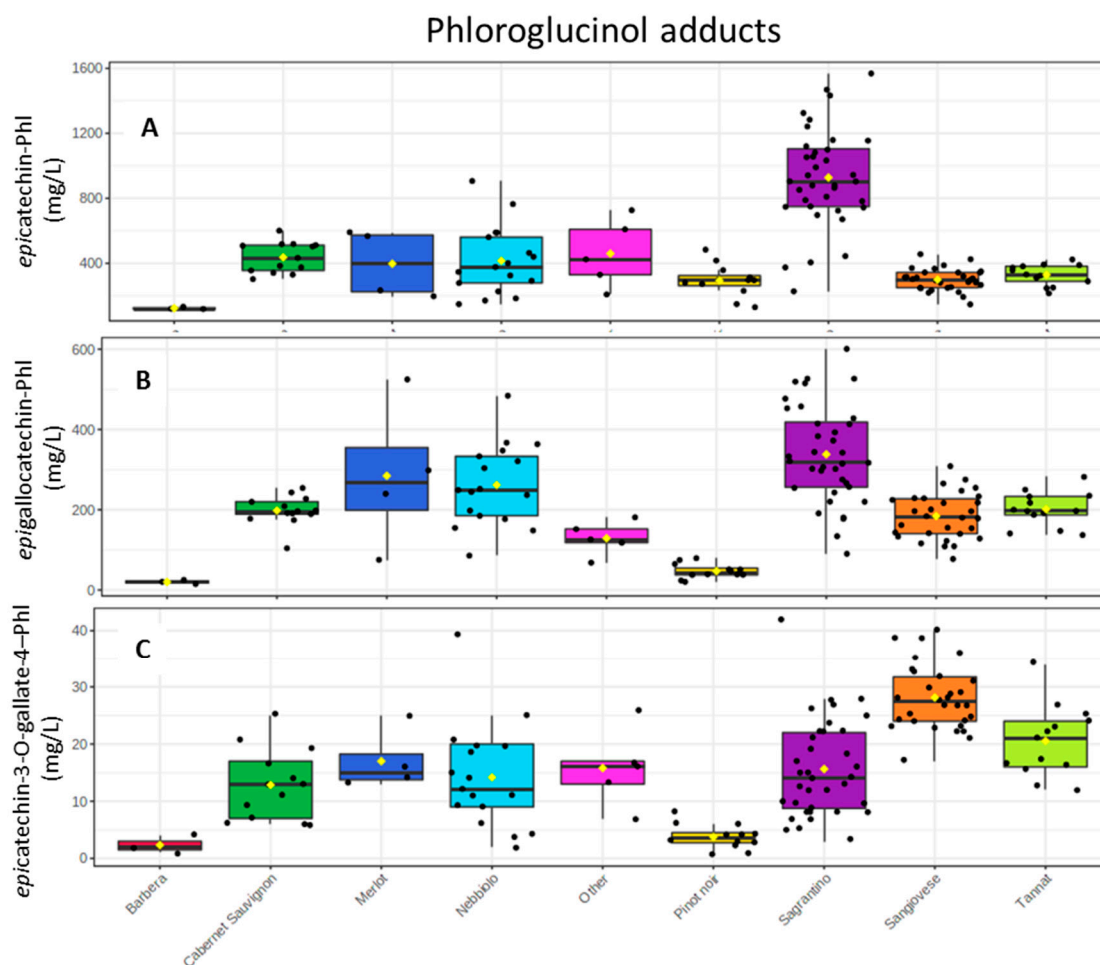 Phloroglucinol adducts
A
epicatechin-Phl
(mg/L)
1600
1200
800
400
B
epigallocatechin-Phl
(mg/L)
600
400
200
0
C
epicatechin-3-O-gallate-4–Phl
(mg/L)
40
30
20
10
0
Barbera
Cabernet Sauvignon
Merlot
Nebbiolo
Other
Pinot noir
Sagrantino
Sangiovese
Tannat